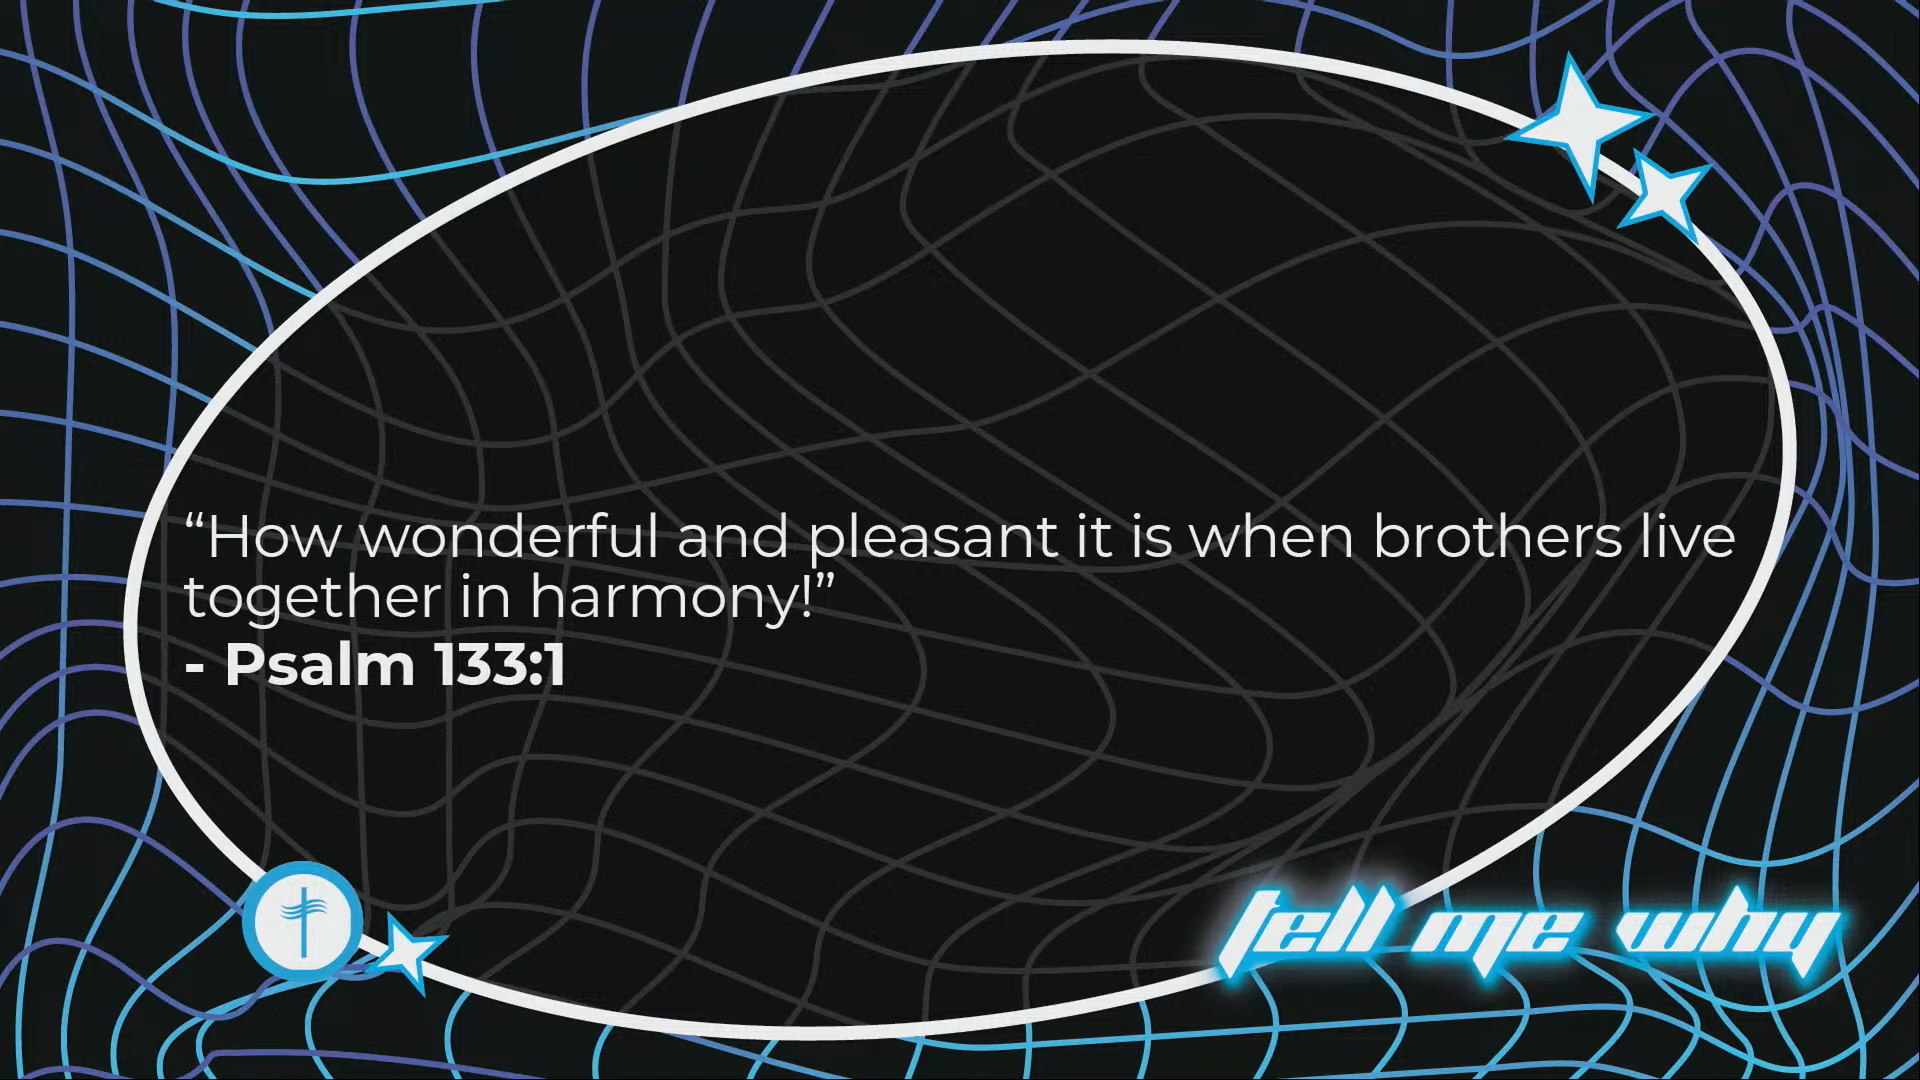 “How wonderful and pleasant it is when brothers live
together in harmony!”
- Psalm 133:1
tell me why